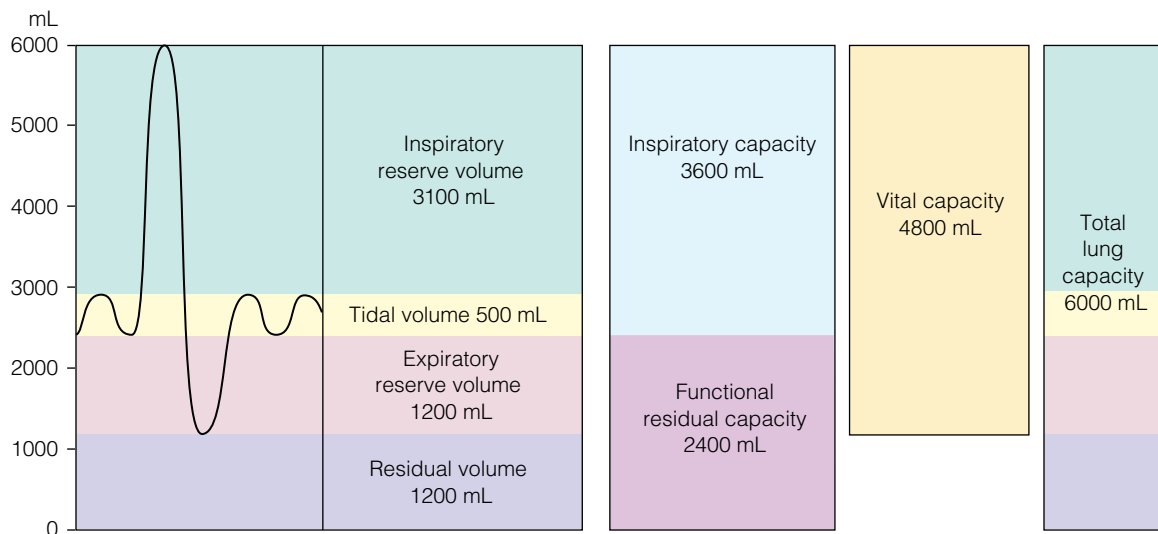 mL
6000
5000
4000
3000
2000
1000
0
Inspiratory
reserve volume
3100 mL
Tidal volume 500 mL
Expiratory
reserve volume
1200 mL
Residual volume
1200 mL
Inspiratory capacity
3600 mL
Functional
residual capacity
2400 mL
Vital capacity
4800 mL
Total
lung
capacity
6000 mL